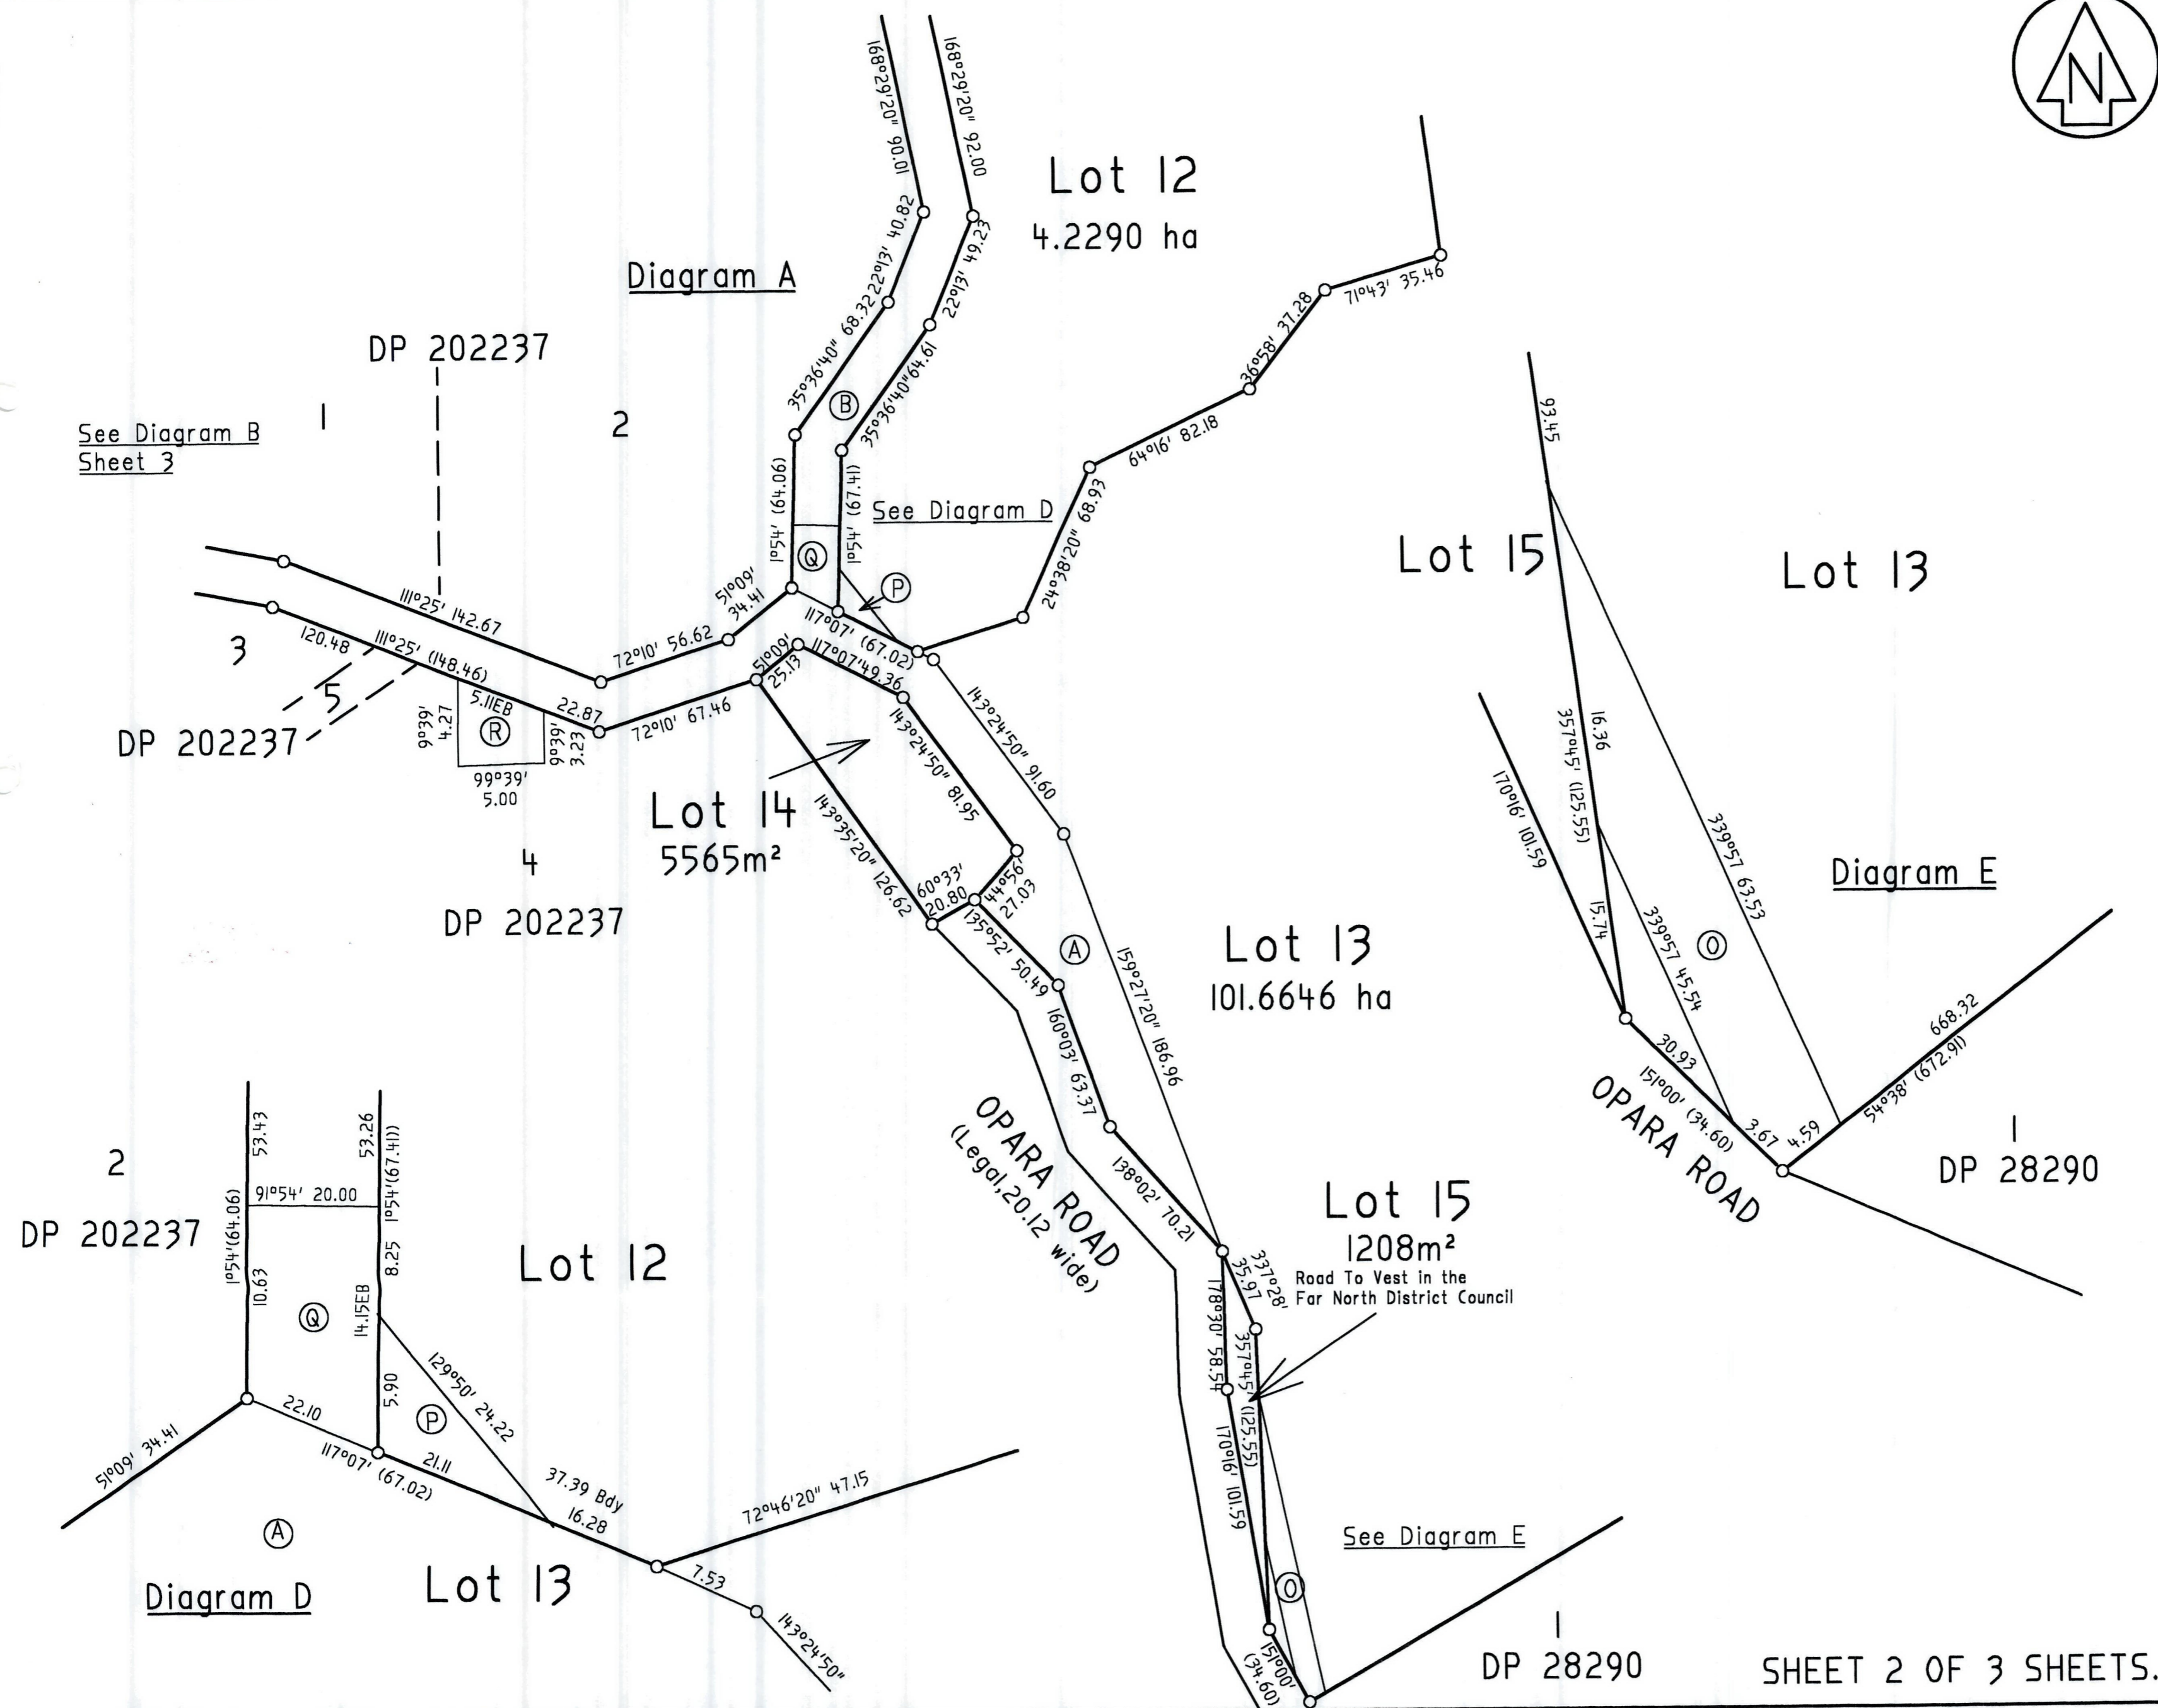 N
168°29'20" 90.01
168°29'20" 92.00
Lot 12
4.2290 ha
22°13' 40.82
22°13' 49.23
Diagram A
71°43' 35.46
36°58' 37.28
35°36'40" 68.32
35°36'40" 64.61
DP 202237
B
64°16' 82.18
See Diagram B
Sheet 3
1
2
1°54' (64.06)
1°54' (67.41)
See Diagram D
Q
P
24°38'20" 68.93
111°25' 142.67
51°09'
34.41
72°10' 56.62
117°07' (67.02)
3
120.48
111°25' (148.46)
5
DP 202237
5.11EB
22.87
R
9°39'
4.27
9°39'
3.23
99°39'
5.00
72°10' 67.46
51°09'
25.13
117°07' 49.36
143°24'50" 91.60
143°24'50" 81.95
Lot 14
5565m²
143°35'20" 126.62
60°33'
20.80
44°56'
27.03
4
DP 202237
135°52' 50.49
A
159°27'20" 186.96
Lot 13
101.6646 ha
160°03' 63.37
138°02' 70.21
OPARA ROAD
(Legal,20.12 wide)
Lot 15
1208m²
Road To Vest in the
Far North District Council
337°28'
35.97
178°30' 58.54
357°45' (125.55)
170°16' 101.59
See Diagram E
O
151°00'
(34.60)
1
DP 28290
93.45
Lot 15
Lot 13
16.36
357°45' (125.55)
170°16' 101.59
15.74
339°57 63.53
339°57 45.54
O
Diagram E
30.93
151°00' (34.60)
3.67
4.59
668.32
54°38' (672.91)
OPARA ROAD
1
DP 28290
53.43
53.26
2
DP 202237
1°54'(64.06)
91°54' 20.00
1°54'(67.41))
Lot 12
10.63
8.25
Q
14.15EB
5.90
129°50' 24.22
P
22.10
51°09' 34.41
117°07' (67.02)
21.11
37.39 Bdy
16.28
72°46'20" 47.15
A
Diagram D
Lot 13
7.53
143°24'50"
SHEET 2 OF 3 SHEETS.